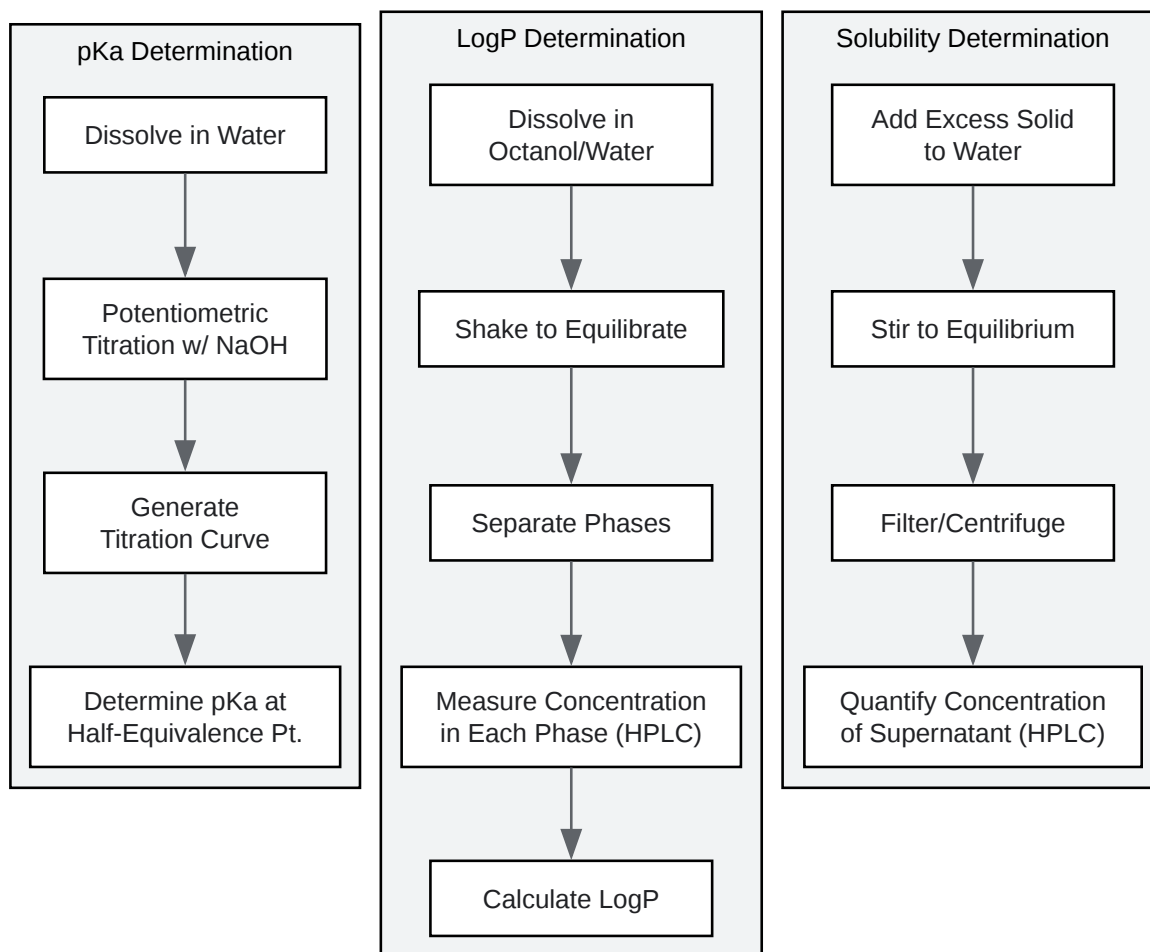 pKa Determination
Dissolve in Water
Potentiometric
Titration w/ NaOH
Generate
Titration Curve
Determine pKa at
Half-Equivalence Pt.
LogP Determination
Dissolve in
Octanol/Water
Shake to Equilibrate
Separate Phases
Measure Concentration
in Each Phase (HPLC)
Calculate LogP
Solubility Determination
Add Excess Solid
to Water
Stir to Equilibrium
Filter/Centrifuge
Quantify Concentration
of Supernatant (HPLC)